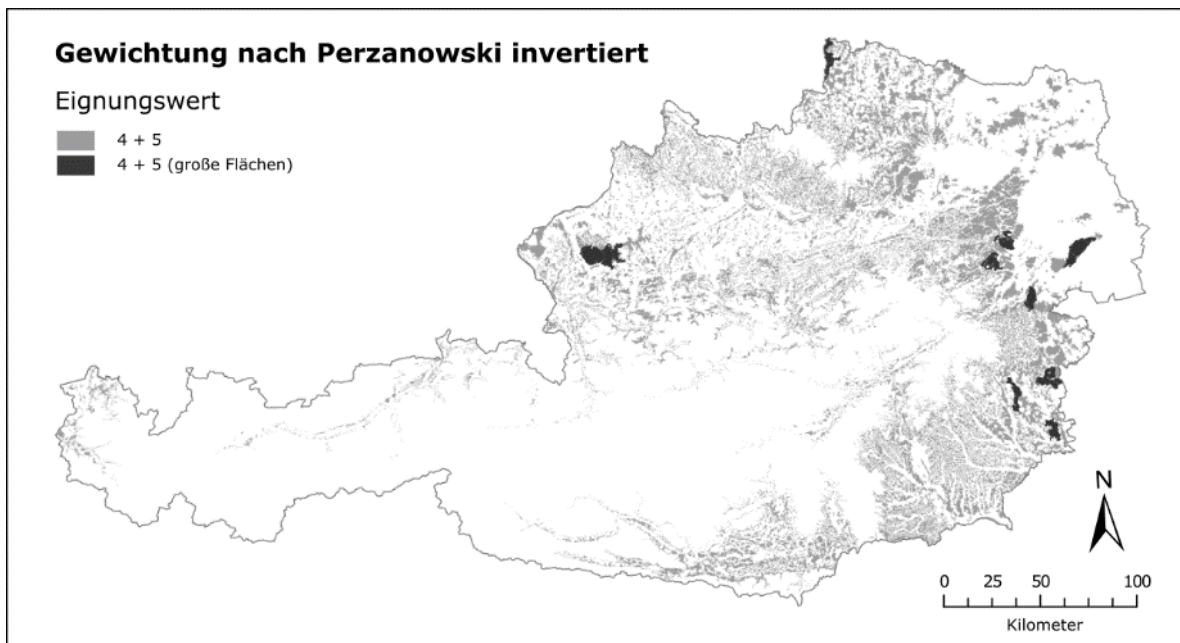 Gewichtung nach Perzanowski invertiert
Eignungswert
4 + 5
4 + 5 (große Flächen)
N
0 25 50 100
Kilometer